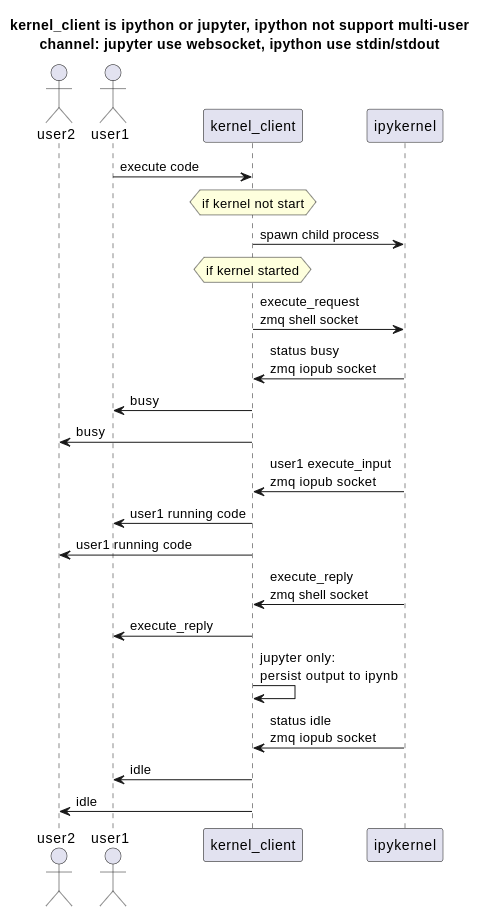 kernel_client is ipython or jupyter, ipython not support multi-user
channel: jupyter use websocket, ipython use stdin/stdout
user2
user1
kernel_client
ipykernel
execute code
if kernel not start
spawn child process
if kernel started
execute_request
zmq shell socket
status busy
zmq iopub socket
busy
busy
user1 execute_input
zmq iopub socket
user1 running code
user1 running code
execute_reply
zmq shell socket
execute_reply
jupyter only:
persist output to ipynb
status idle
zmq iopub socket
idle
idle
user2
user1
kernel_client
ipykernel